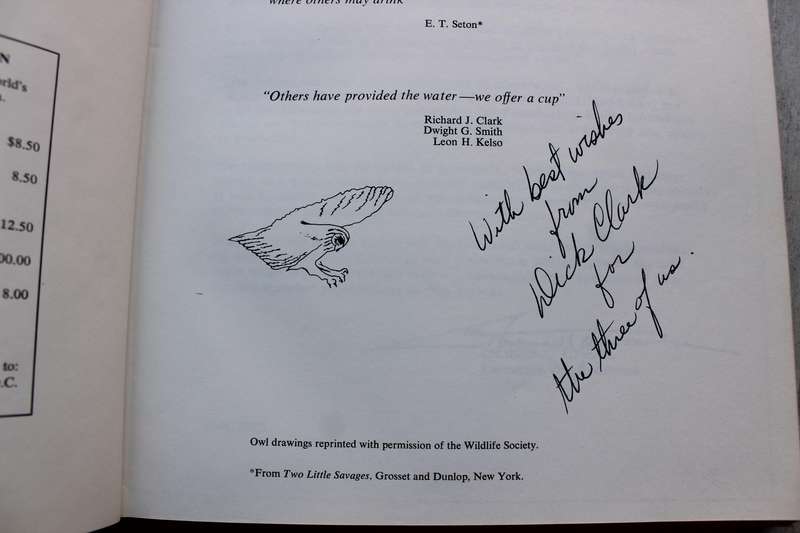 where others may drink"
E. T. Seton*
"Others have provided the water—we offer a cup"
Richard J. Clark
Dwight G. Smith
Leon H. Kelso
With best wishes
from
Dick Clark
for
the three of us.
Owl drawings reprinted with permission of the Wildlife Society.
*From Two Little Savages, Grosset and Dunlop, New York.
N
orld's
$8.50
8.50
12.50
00.00
8.00
to:
.C.